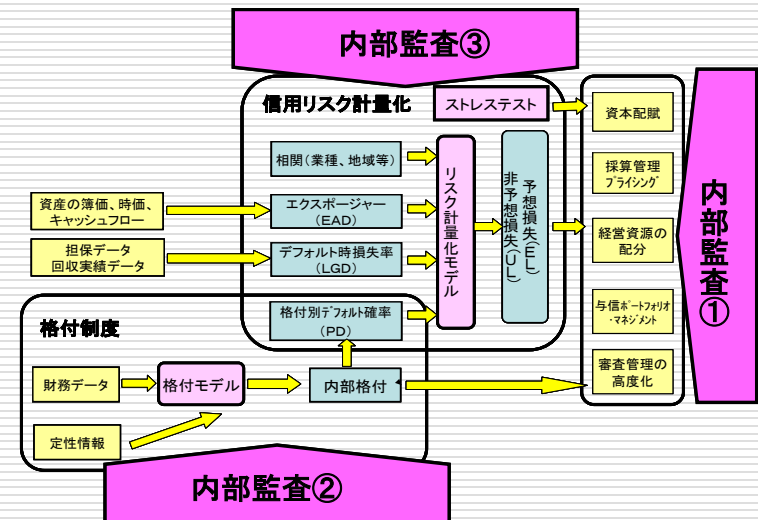 内部監査③
信用リスク計量化
ストレステスト
資本配賦
相関(業種、地域等)
採算管理
プライシング
資産の簿価、時価、
キャッシュフロー
エクスポージャー
(EAD)
リスク計量化モデル
予想損失(EL)
非予想損失(UL)
経営資源の
配分
内部監査①
担保データ
回収実績データ
デフォルト時損失率
(LGD)
格付制度
格付別デフォルト確率
(PD)
与信ポートフォリオ
・マネジメント
財務データ
格付モデル
内部格付
審査管理の
高度化
定性情報
内部監査②